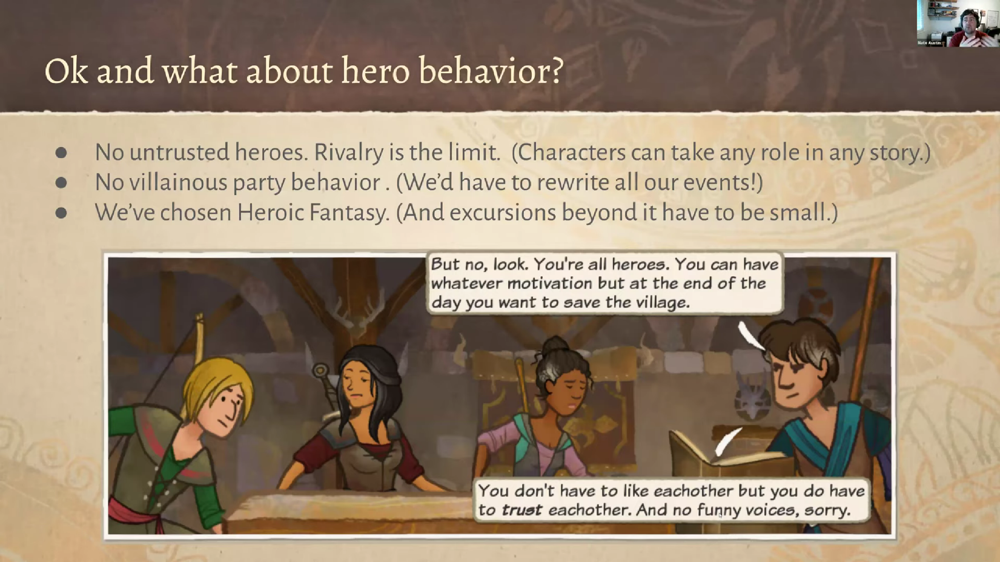 Nate Austin
Ok and what about hero behavior?
● No untrusted heroes. Rivalry is the limit. (Characters can take any role in any story.)
● No villainous party behavior . (We'd have to rewrite all our events!)
● We've chosen Heroic Fantasy. (And excursions beyond it have to be small.)
But no, look. You're all heroes. You can have
whatever motivation but at the end of the
day you want to save the village.
You don't have to like eachother but you do have
to trust eachother. And no funny voices, sorry.